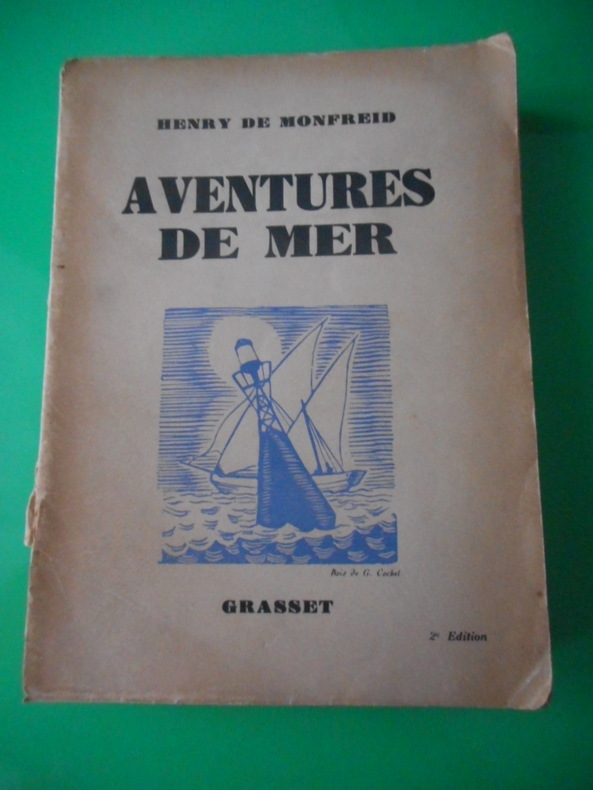 HENRY DE MONFREID
AVENTURES
DE MER
Bois de G. Cochet
GRASSET
2e Edition